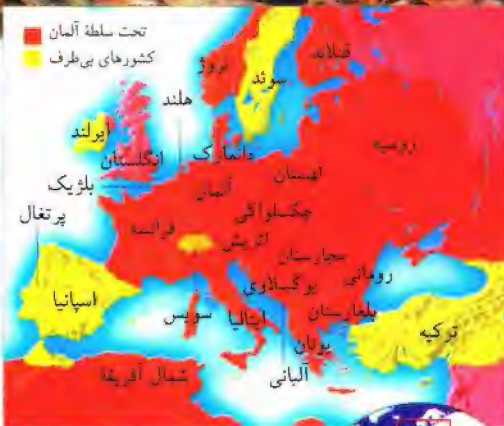 تحت سلطهٔ آلمان
کشورهای بی‌طرف
نروژ
سوئد
فنلاند
هلند
ایرلند
انگلستان
دانمارک
روسیه
بلژیک
لهستان
آلمان
پرتغال
چکسلواکی
فرانسه
اتریش
مجارستان
رومانی
یوگسلاوی
اسپانیا
سویس
ایتالیا
بلغارستان
ترکیه
یونان
آلبانی
شمال آفریقا